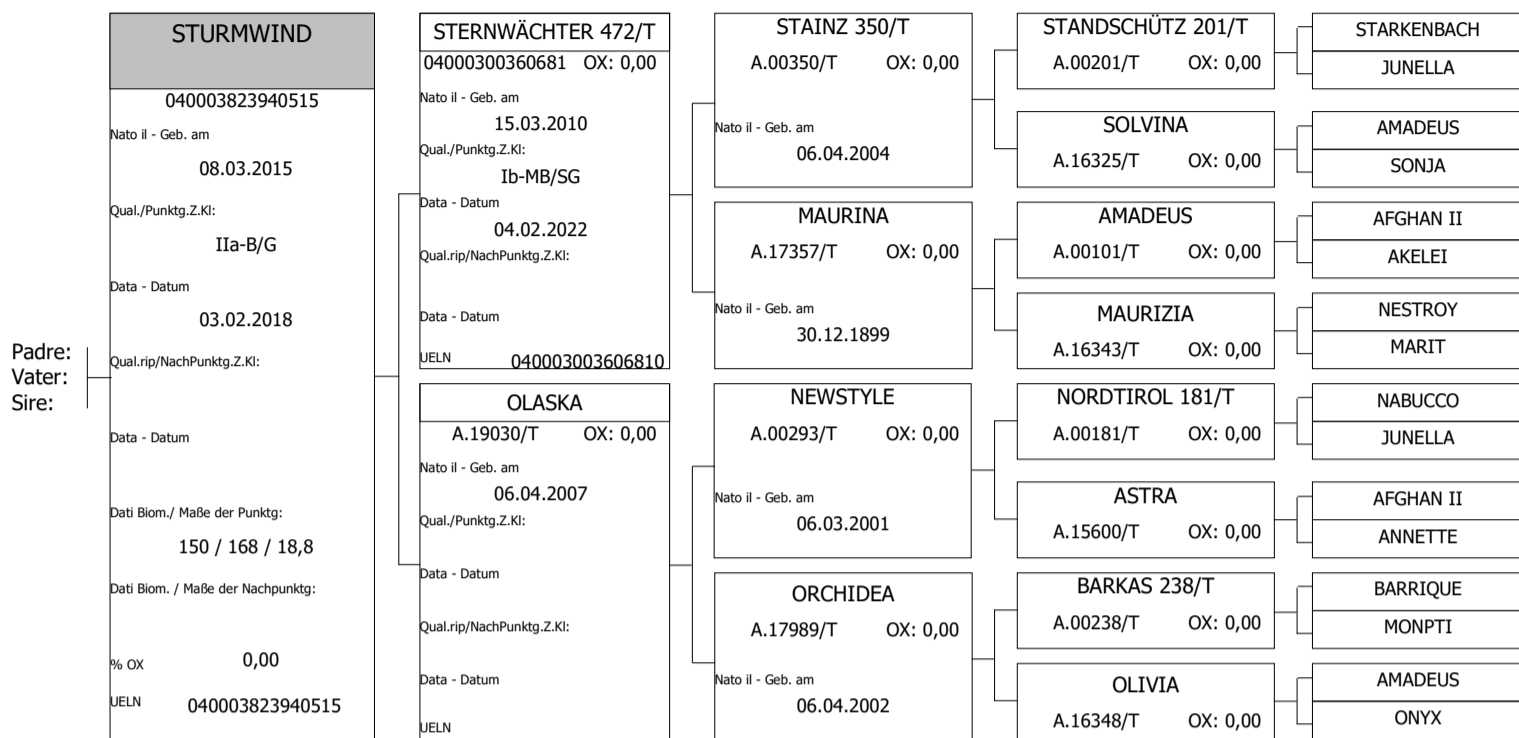 Padre:
Vater:
Sire:
STURMWIND
040003823940515
Nato il - Geb. am
08.03.2015
Qual./Punktg.Z.Kl:
IIa-B/G
Data - Datum
03.02.2018
Qual.rip/NachPunktg.Z.Kl:
Data - Datum
Dati Biom./ Maße der Punktg:
150 / 168 / 18,8
Dati Biom. / Maße der Nachpunktg:
% OX 0,00
UELN 040003823940515
STERNWÄCHTER 472/T
04000300360681 OX: 0,00
Nato il - Geb. am
15.03.2010
Qual./Punktg.Z.Kl:
Ib-MB/SG
Data - Datum
04.02.2022
Qual.rip/NachPunktg.Z.Kl:
Data - Datum
UELN 040003003606810
OLASKA
A.19030/T OX: 0,00
Nato il - Geb. am
06.04.2007
Qual./Punktg.Z.Kl:
Data - Datum
Qual.rip/NachPunktg.Z.Kl:
Data - Datum
UELN
STAINZ 350/T
A.00350/T OX: 0,00
Nato il - Geb. am
06.04.2004
MAURINA
A.17357/T OX: 0,00
Nato il - Geb. am
30.12.1899
NEWSTYLE
A.00293/T OX: 0,00
Nato il - Geb. am
06.03.2001
ORCHIDEA
A.17989/T OX: 0,00
Nato il - Geb. am
06.04.2002
STANDSCHÜTZ 201/T
A.00201/T OX: 0,00
SOLVINA
A.16325/T OX: 0,00
AMADEUS
A.00101/T OX: 0,00
MAURIZIA
A.16343/T OX: 0,00
NORDTIROL 181/T
A.00181/T OX: 0,00
ASTRA
A.15600/T OX: 0,00
BARKAS 238/T
A.00238/T OX: 0,00
OLIVIA
A.16348/T OX: 0,00
STARKENBACH
JUNELLA
AMADEUS
SONJA
AFGHAN II
AKELEI
NESTROY
MARIT
NABUCCO
JUNELLA
AFGHAN II
ANNETTE
BARRIQUE
MONPTI
AMADEUS
ONYX